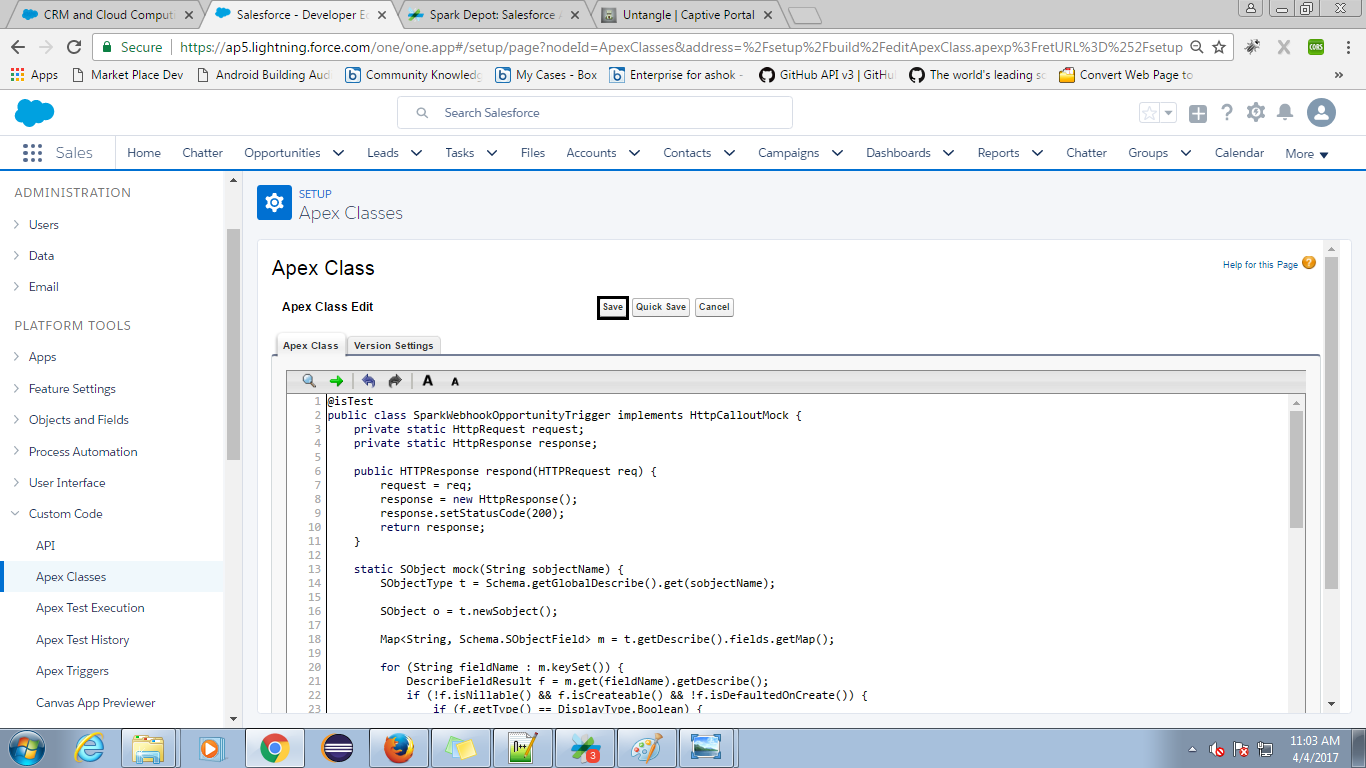 CRM and Cloud Computi
Salesforce - Developer Ed
Spark Depot: Salesforce A
Untangle | Captive Portal
Secure https://ap5.lightning.force.com/one/one.app#/setup/page?nodeId=ApexClasses&address=%2Fsetup%2Fbuild%2FeditApexClass.apexp%3FretURL%3D%252Fsetup
CORS
Apps
Market Place Dev
Android Building Aud
Community Knowledg
My Cases - Box
Enterprise for ashok -
GitHub API v3 | GitHu
The world's leading so
Convert Web Page to
»
Search Salesforce
Sales
Home
Chatter
Opportunities
Leads
Tasks
Files
Accounts
Contacts
Campaigns
Dashboards
Reports
Chatter
Groups
Calendar
More
ADMINISTRATION
Users
Data
Email
PLATFORM TOOLS
Apps
Feature Settings
Objects and Fields
Process Automation
User Interface
Custom Code
API
Apex Classes
Apex Test Execution
Apex Test History
Apex Triggers
Canvas App Previewer
SETUP
Apex Classes
Apex Class
Help for this Page ?
Apex Class Edit
Save
Quick Save
Cancel
Apex Class
Version Settings
A A
1 @isTest
2 public class SparkWebhookOpportunityTrigger implements HttpCalloutMock {
3 private static HttpRequest request;
4 private static HttpResponse response;
5
6 public HTTPResponse respond(HTTPRequest req) {
7 request = req;
8 response = new HttpResponse();
9 response.setStatusCode(200);
10 return response;
11 }
12
13 static SObject mock(String sobjectName) {
14 SObjectType t = Schema.getGlobalDescribe().get(sobjectName);
15
16 SObject o = t.newSobject();
17
18 Map<String, Schema.SObjectField> m = t.getDescribe().fields.getMap();
19
20 for (String fieldName : m.keySet()) {
21 DescribeFieldResult f = m.get(fieldName).getDescribe();
22 if (!f.isNillable() && f.isCreateable() && !f.isDefaultedOnCreate()) {
23 if (f.getType() == DisplayType.Boolean) {
3
11:03 AM
4/4/2017